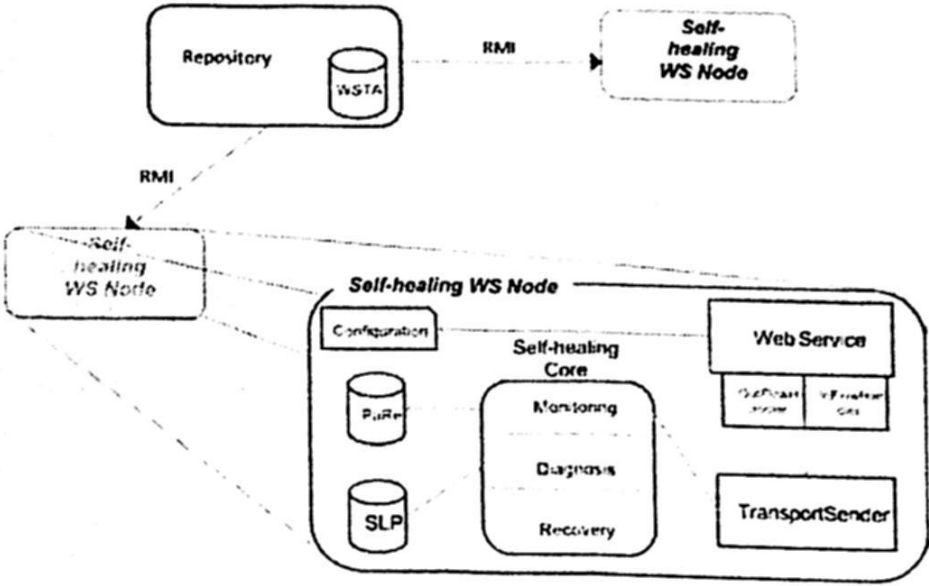 Repository
WSTA
RMI
Self-
healing
WS Node
RMI
Self-
healing
WS Node
Self-healing WS Node
Configuration
Web Service
Self-healing
Core
Monitoring
Diagnosis
SLP
Recovery
TransportSender